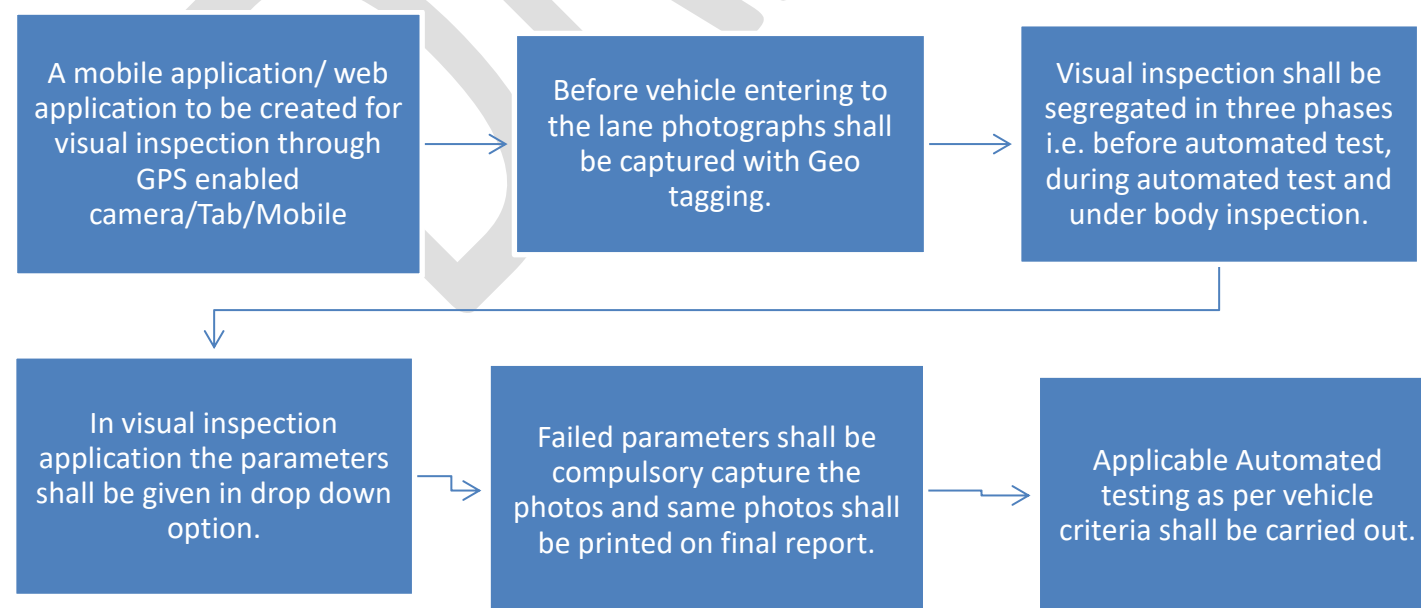 A mobile application/ web
application to be created for
visual inspection through
GPS enabled
camera/Tab/Mobile
Before vehicle entering to
the lane photographs shall
be captured with Geo
tagging.
Visual inspection shall be
segregated in three phases
i.e. before automated test,
during automated test and
under body inspection.
In visual inspection
application the parameters
shall be given in drop down
option.
Failed parameters shall be
compulsory capture the
photos and same photos shall
be printed on final report.
Applicable Automated
testing as per vehicle
criteria shall be carried out.